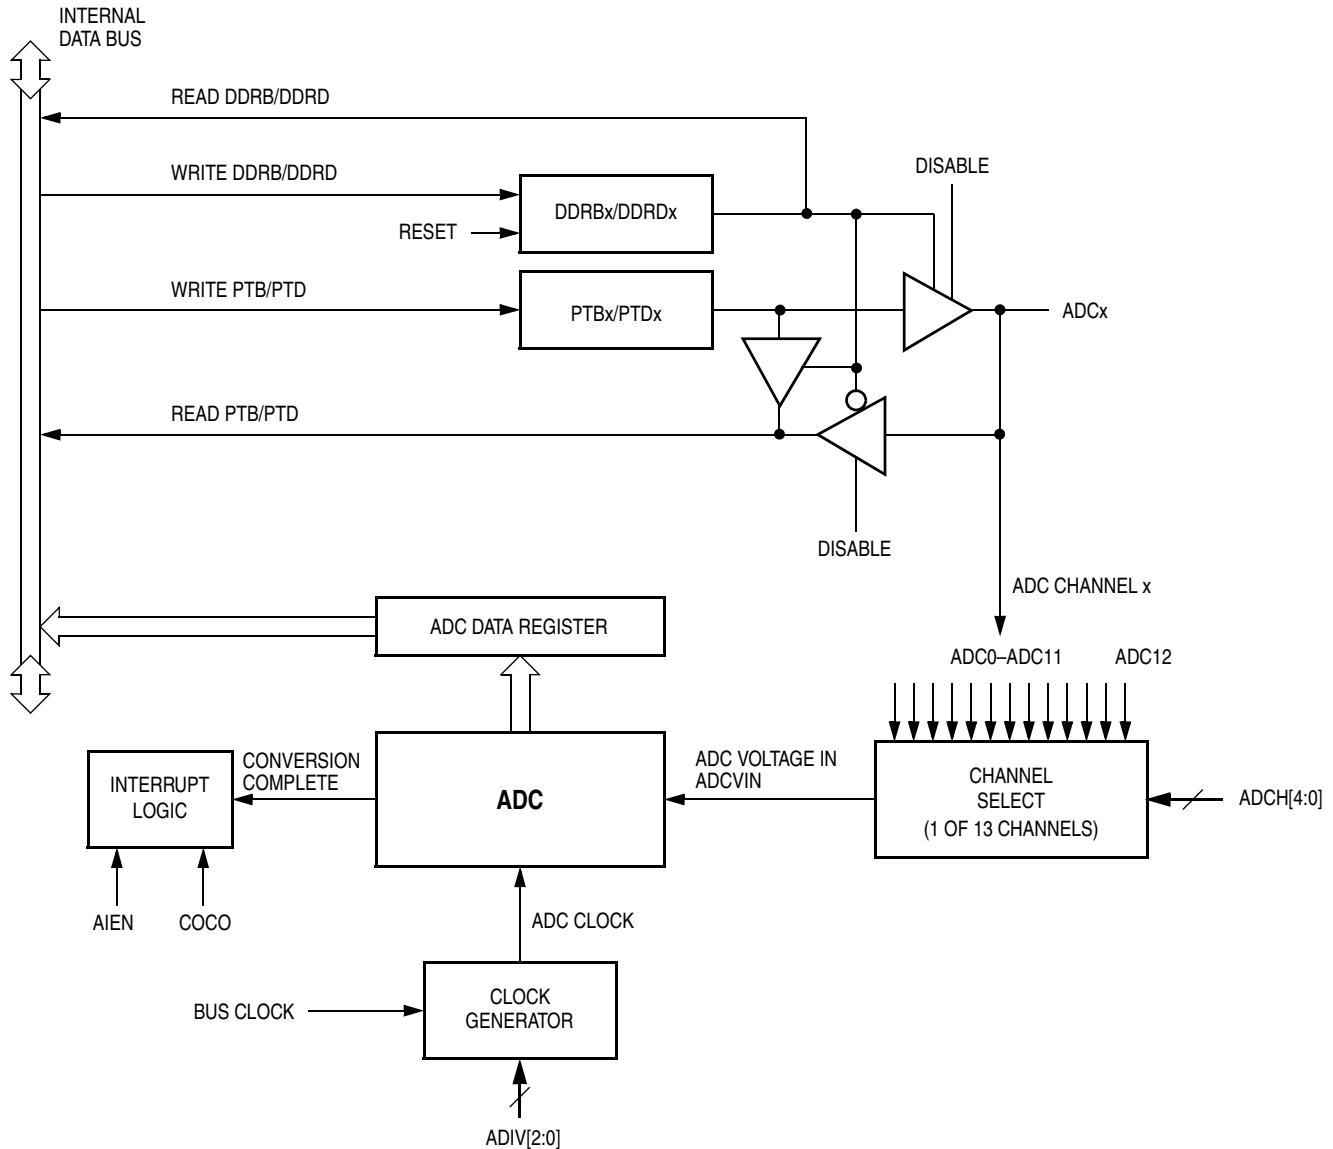 INTERNAL
DATA BUS
READ DDRB/DDRD
WRITE DDRB/DDRD
DISABLE
DDRBx/DDRDx
RESET
WRITE PTB/PTD
PTBx/PTDx
ADCx
READ PTB/PTD
DISABLE
ADC CHANNEL x
ADC DATA REGISTER
ADC0–ADC11
ADC12
INTERRUPT
LOGIC
CONVERSION
COMPLETE
ADC
ADC VOLTAGE IN
ADCVIN
CHANNEL
SELECT
(1 OF 13 CHANNELS)
ADCH[4:0]
AIEN
COCO
ADC CLOCK
BUS CLOCK
CLOCK
GENERATOR
ADIV[2:0]